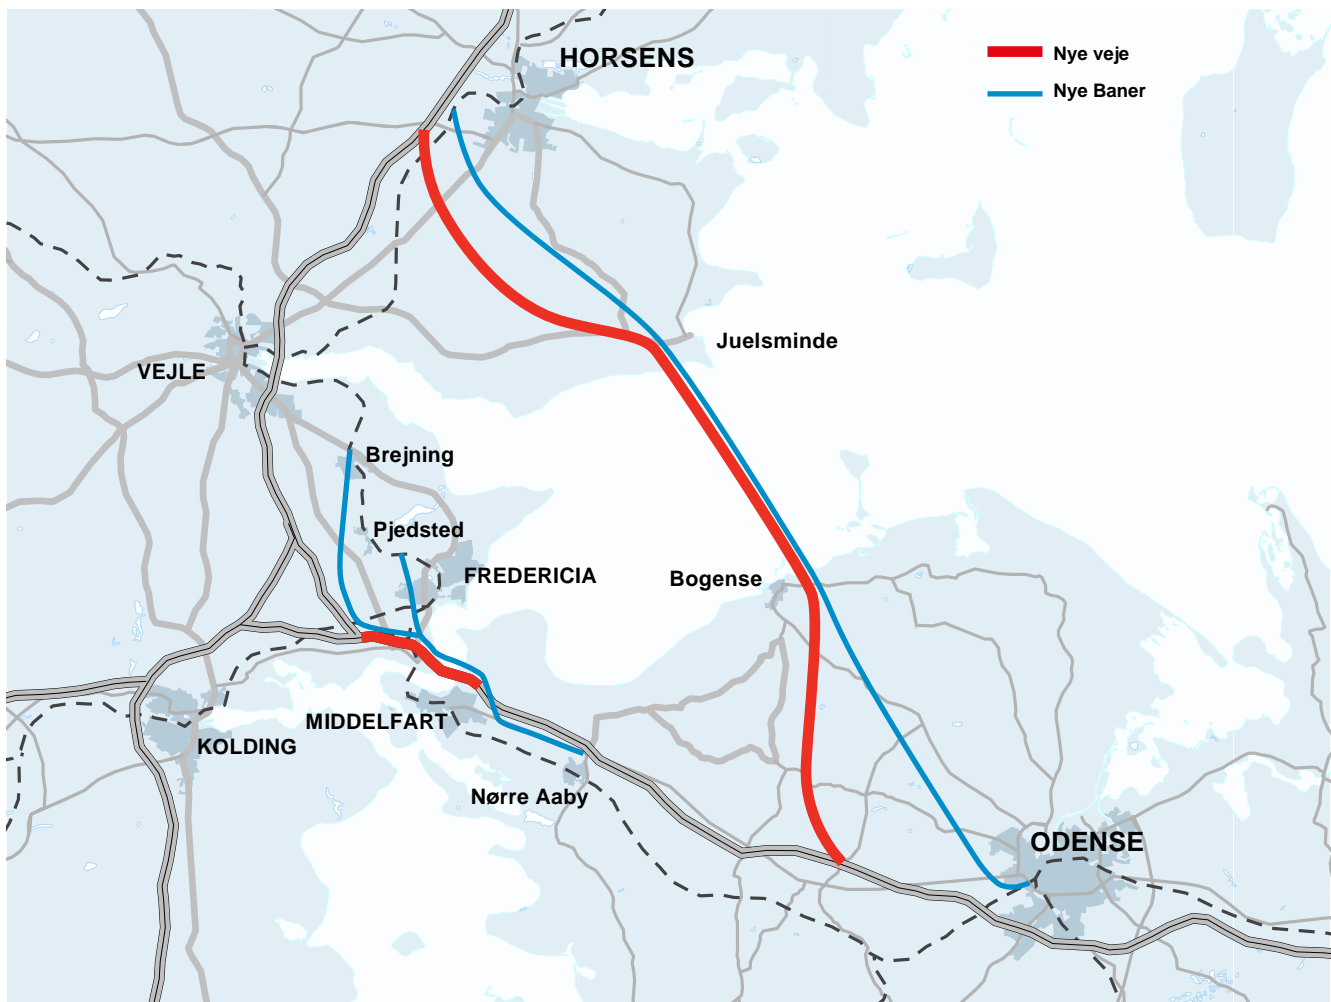 HORSENS
Nye veje
Nye Baner
Juelsminde
VEJLE
Brejning
Pjedsted
FREDERICIA
Bogense
MIDDELFART
KOLDING
Nørre Aaby
ODENSE